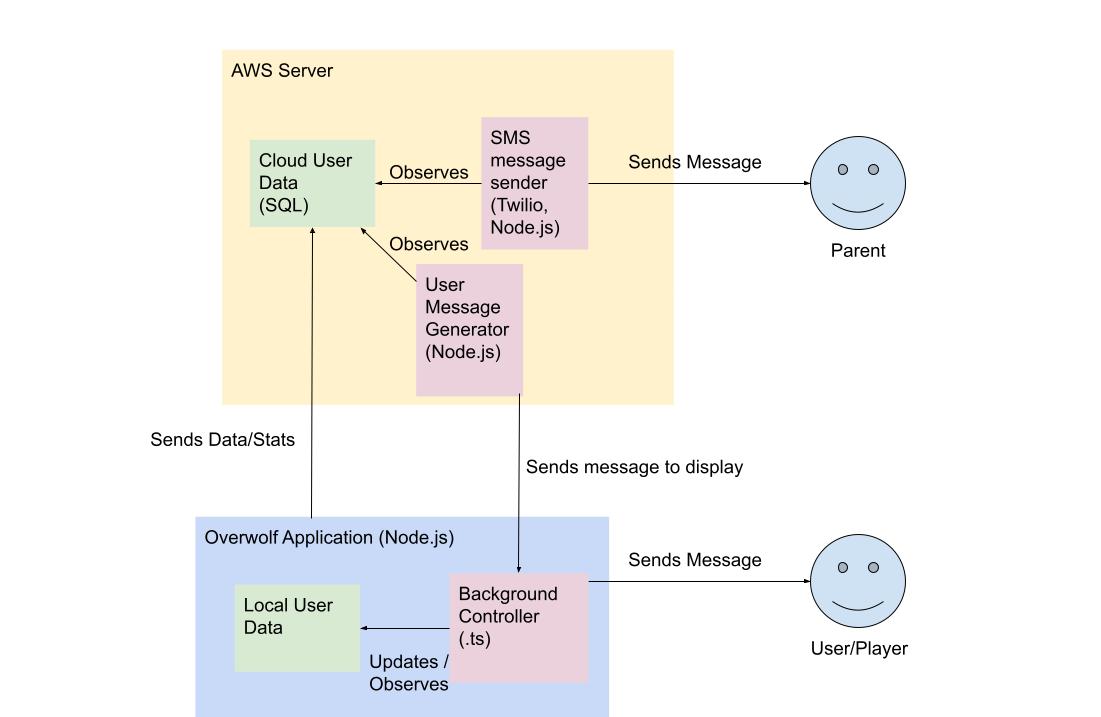 AWS Server
Cloud User
Data
(SQL)
Observes
SMS
message
sender
(Twilio,
Node.js)
Sends Message
Parent
Observes
User
Message
Generator
(Node.js)
Sends Data/Stats
Sends message to display
Overwolf Application (Node.js)
Local User
Data
Updates /
Observes
Background
Controller
(.ts)
Sends Message
User/Player